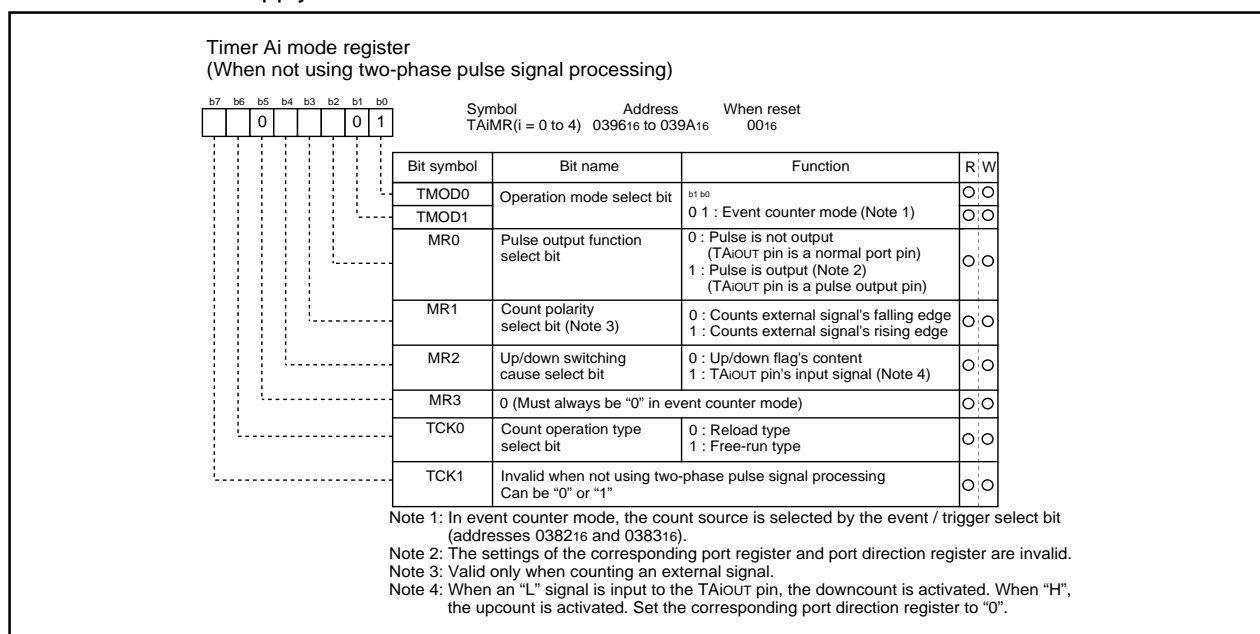 Timer Ai mode register
(When not using two-phase pulse signal processing)
b7 b6 b5 b4 b3 b2 b1 b0
0 0 1
Symbol Address When reset
TAiMR(i = 0 to 4) 039616 to 039A16 0016
Bit symbol Bit name Function R W
TMOD0 Operation mode select bit b1 b0
TMOD1 0 1 : Event counter mode (Note 1)
MR0 Pulse output function select bit
0 : Pulse is not output
(TAiOUT pin is a normal port pin)
1 : Pulse is output (Note 2)
(TAiOUT pin is a pulse output pin)
MR1 Count polarity select bit (Note 3)
0 : Counts external signal's falling edge
1 : Counts external signal's rising edge
MR2 Up/down switching cause select bit
0 : Up/down flag's content
1 : TAiOUT pin's input signal (Note 4)
MR3 0 (Must always be “0” in event counter mode)
TCK0 Count operation type select bit
0 : Reload type
1 : Free-run type
TCK1 Invalid when not using two-phase pulse signal processing
Can be “0” or “1”
Note 1: In event counter mode, the count source is selected by the event / trigger select bit
(addresses 038216 and 038316).
Note 2: The settings of the corresponding port register and port direction register are invalid.
Note 3: Valid only when counting an external signal.
Note 4: When an “L” signal is input to the TAiOUT pin, the downcount is activated. When “H”,
the upcount is activated. Set the corresponding port direction register to “0”.